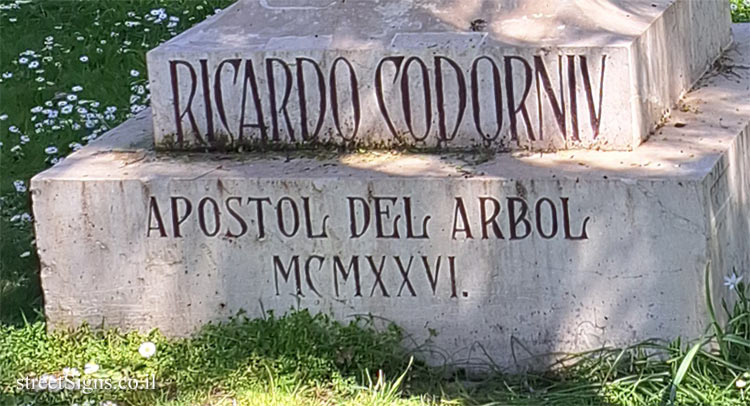 RICARDO CODORNIV
APOSTOL DEL ARBOL
MCMXXVI.
streetSigns.co.il